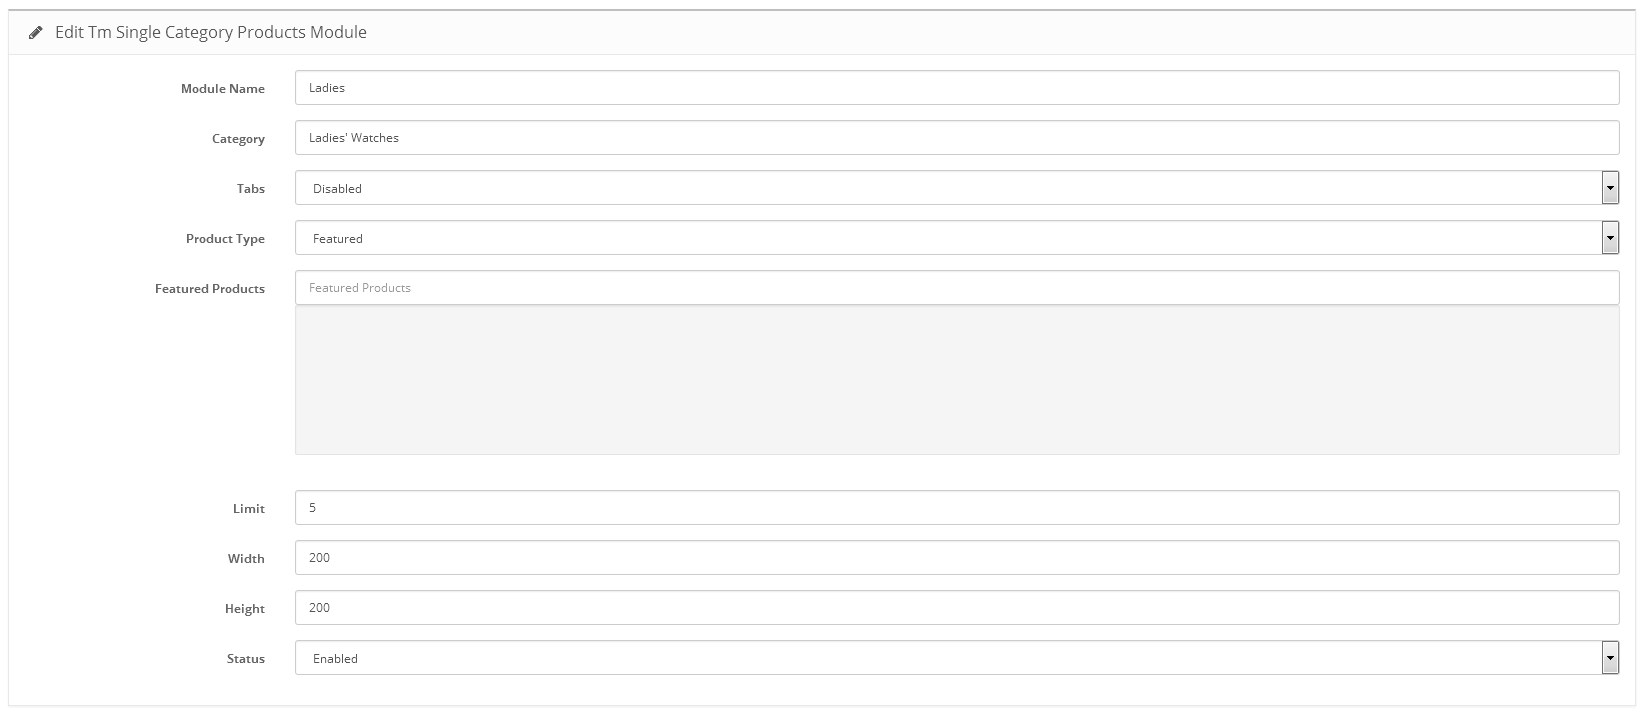 Edit Tm Single Category Products Module
Module Name Ladies
Category Ladies' Watches
Tabs Disabled
Product Type Featured
Featured Products Featured Products
Limit 5
Width 200
Height 200
Status Enabled